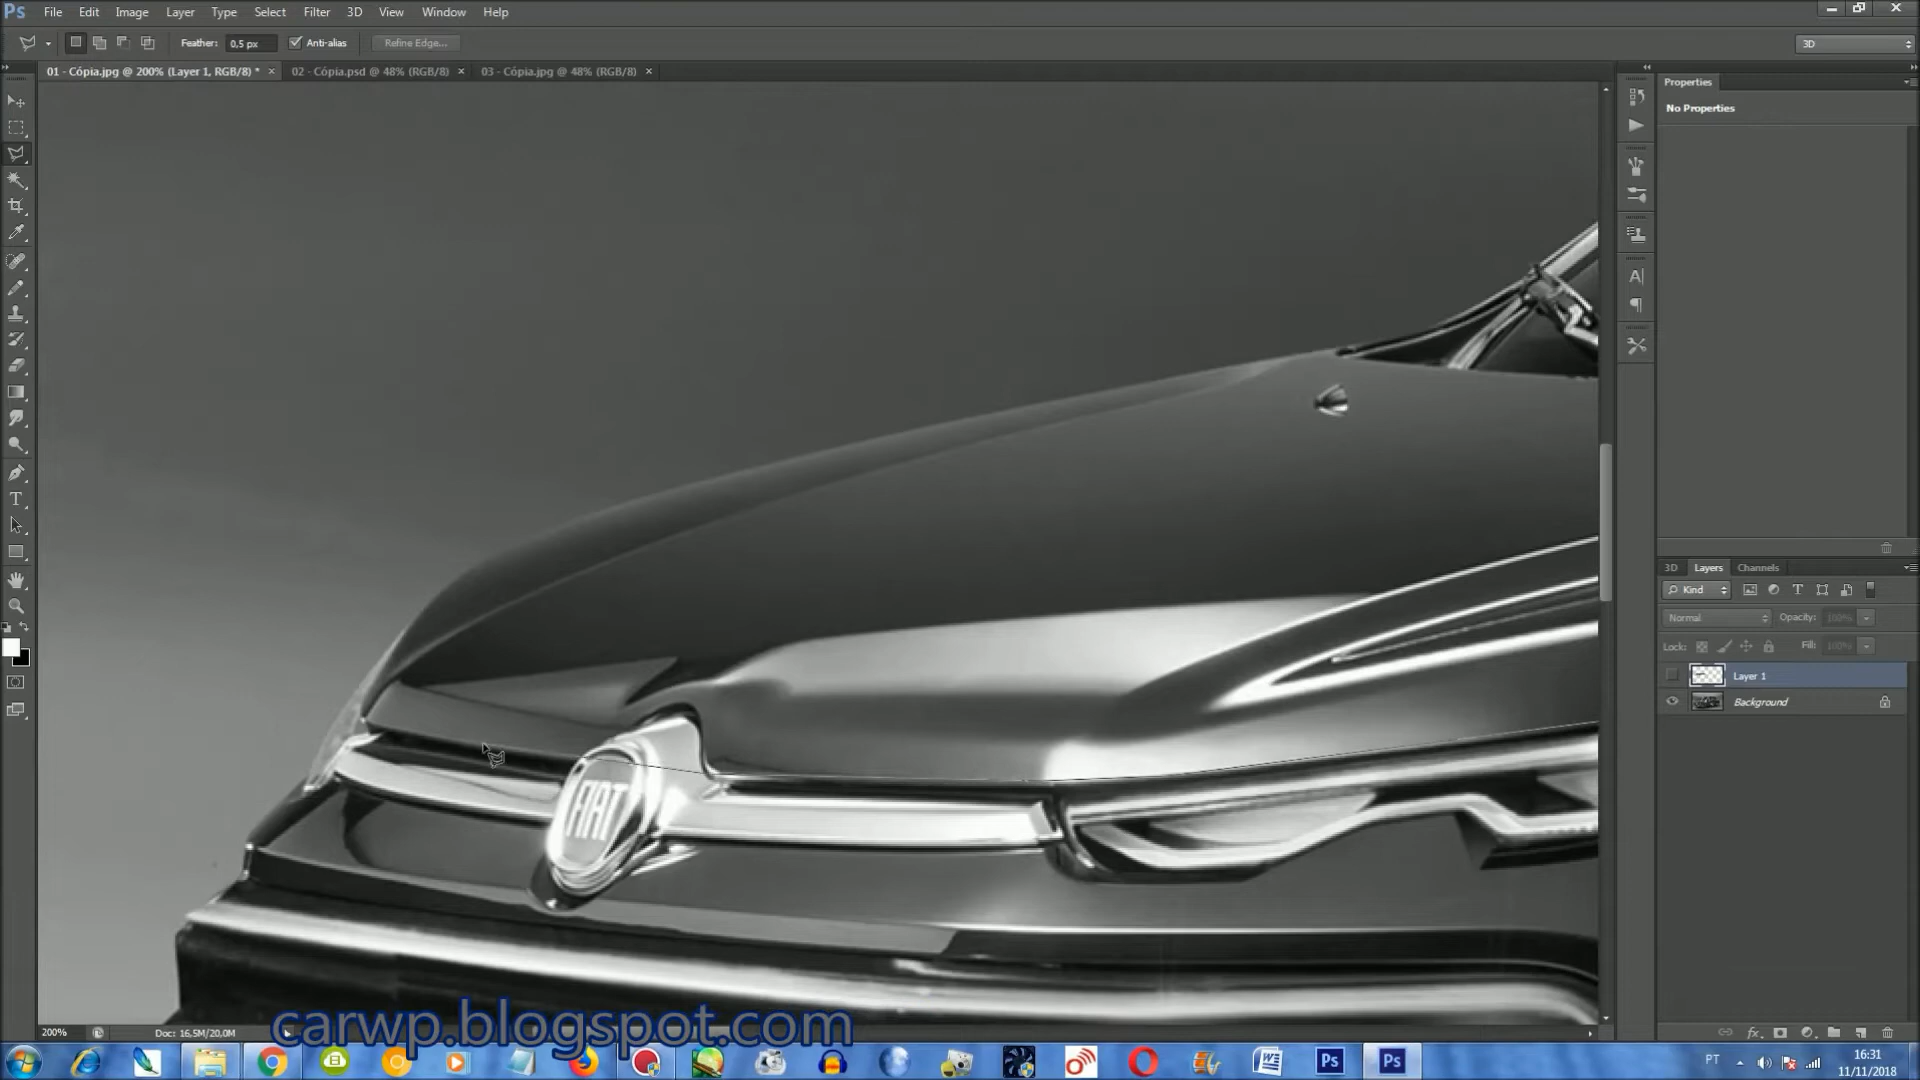 Ps File Edit Image Layer Type Select Filter 3D View Window Help
Feather: 0,5 px Anti-alias Refine Edge... 3D
01 - Cópia.jpg @ 200% (Layer 1, RGB/8) * × 02 - Cópia.psd @ 48% (RGB/8) × 03 - Cópia.jpg @ 48% (RGB/8) ×
Properties
No Properties
3D Layers Channels
Kind
Normal Opacity: 100%
Lock: Fill: 100%
Layer 1
Background
FIAT
200% Doc: 16,5M/20,0M
carwp.blogspot.com
PT 16:31
11/11/2018